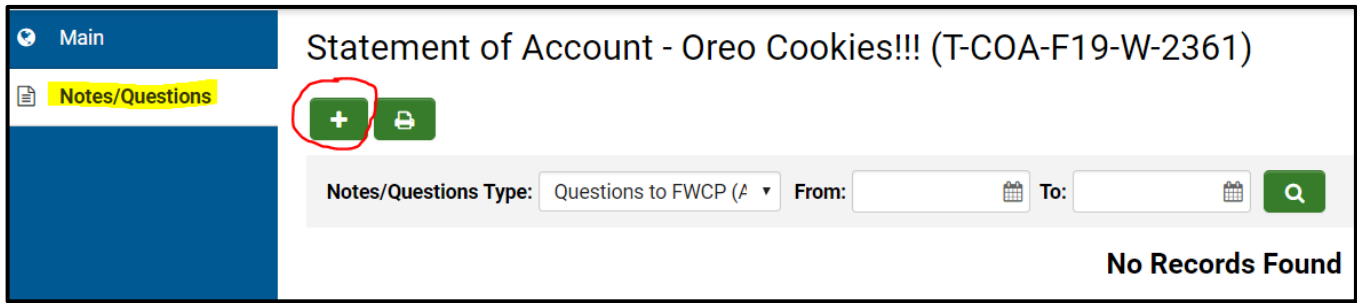 Main
Notes/Questions
Statement of Account - Oreo Cookies!!! (T-COA-F19-W-2361)
Notes/Questions Type: Questions to FWCP (A From: To:
No Records Found